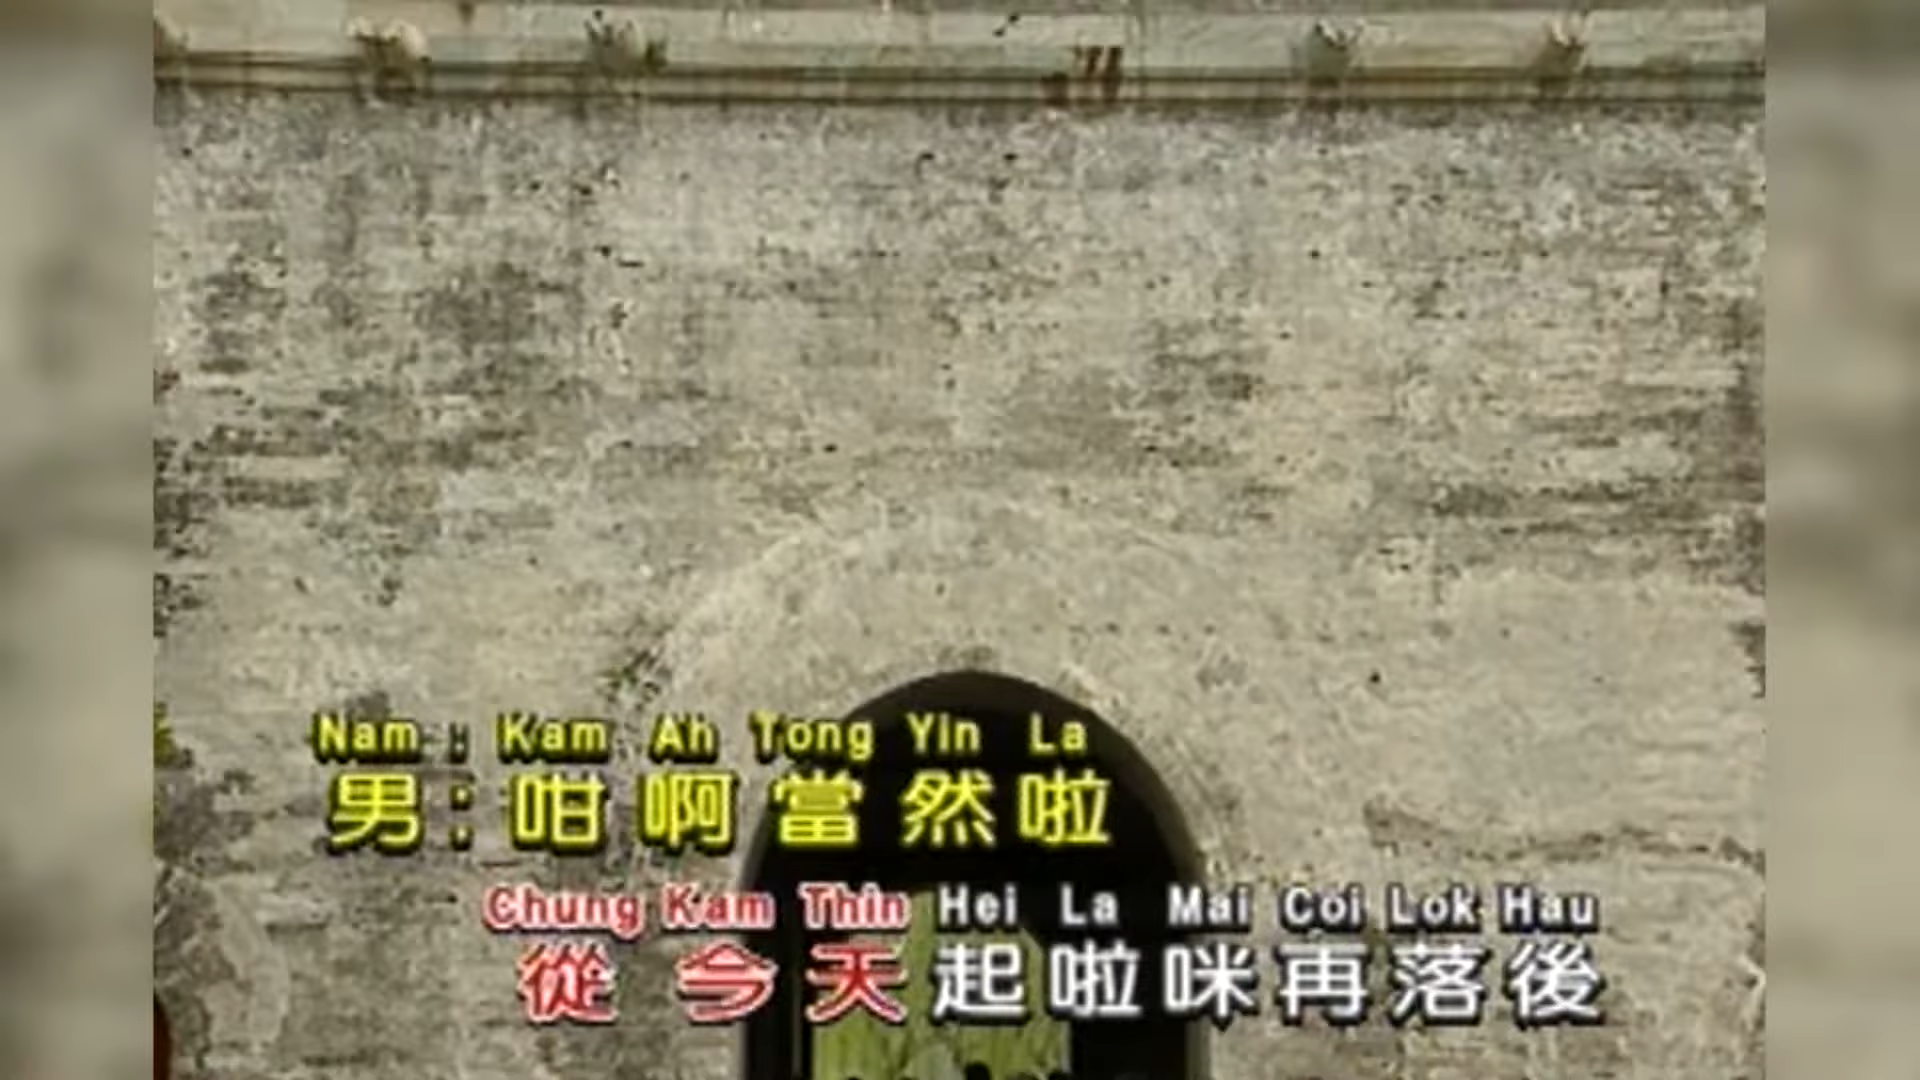 Nam : Kam Ah Tong Yin La
男: 咁 啊 當 然 啦
Chung Kam Thin Hei La Mai Coi Lok Hau
從 今 天 起 啦 咪 再 落 後